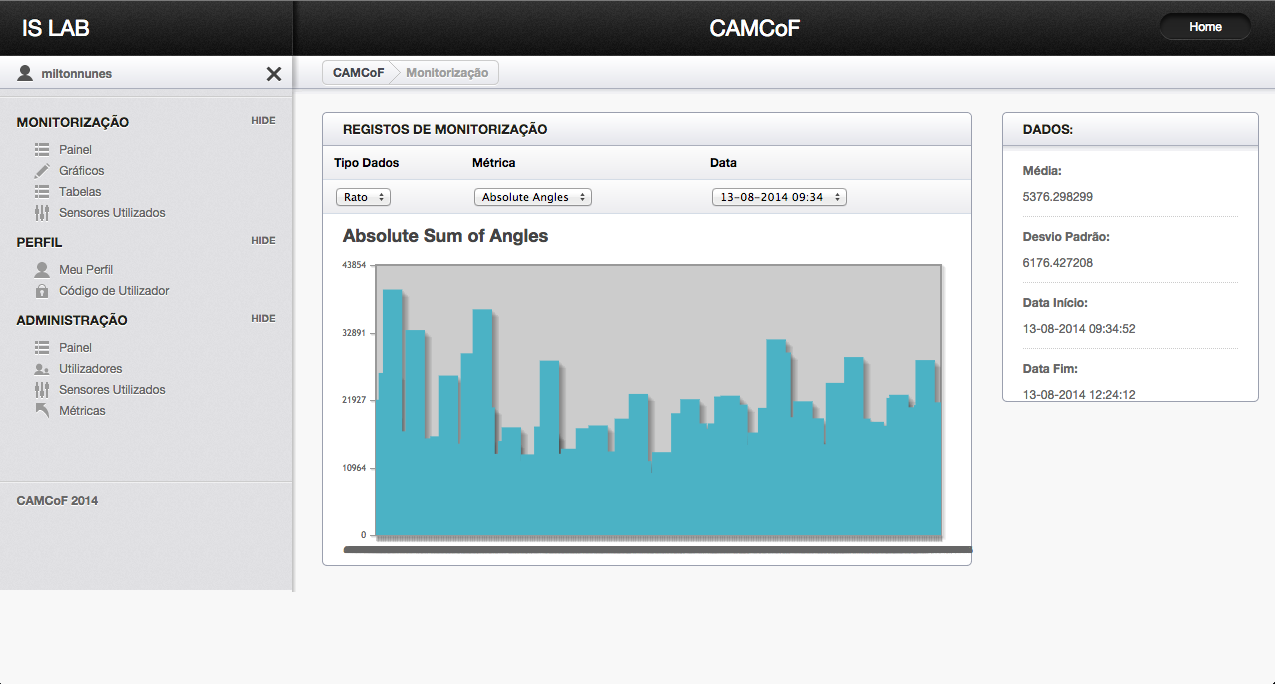 IS LAB
CAMCoF
Home
miltonnunes
CAMCoF Monitorização
MONITORIZAÇÃO HIDE
Painel
Gráficos
Tabelas
Sensores Utilizados
PERFIL HIDE
Meu Perfil
Código de Utilizador
ADMINISTRAÇÃO HIDE
Painel
Utilizadores
Sensores Utilizados
Métricas
CAMCoF 2014
REGISTOS DE MONITORIZAÇÃO
Tipo Dados Métrica Data
Rato Absolute Angles 13-08-2014 09:34
Absolute Sum of Angles
43854
32891
21927
10964
0
DADOS:
Média:
5376.298299
Desvio Padrão:
6176.427208
Data Início:
13-08-2014 09:34:52
Data Fim:
13-08-2014 12:24:12